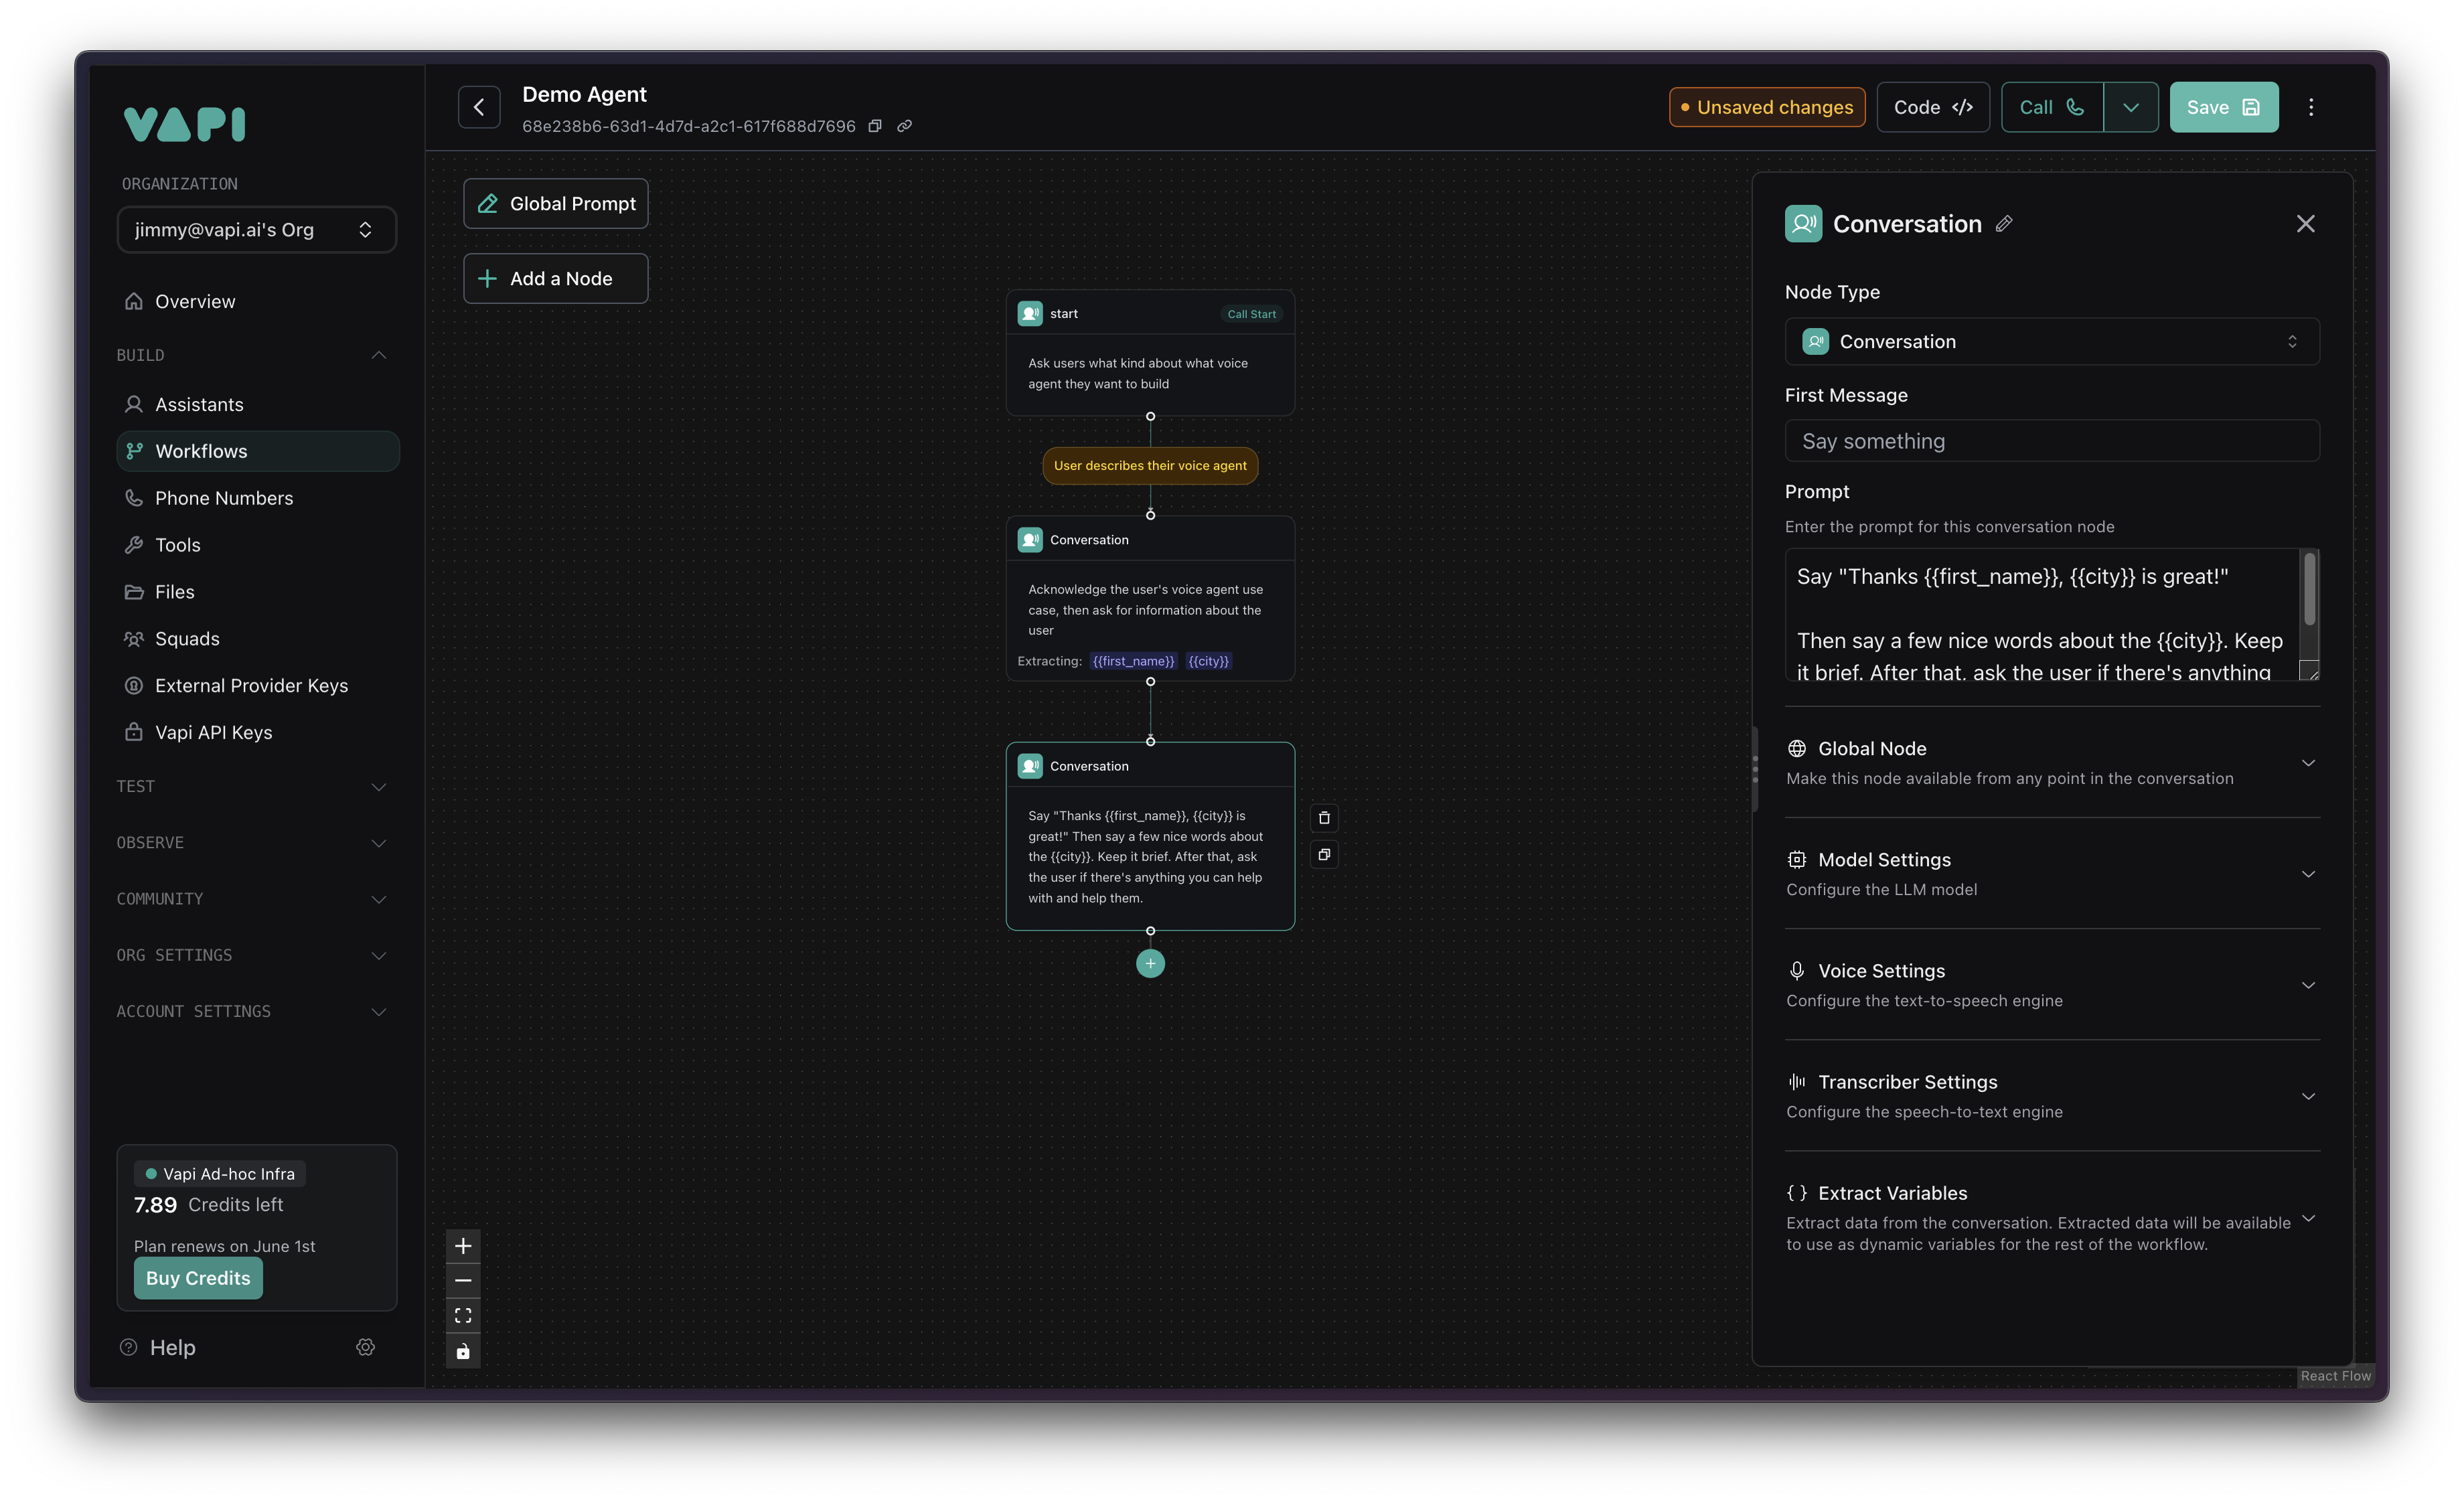 VAPI
ORGANIZATION
jimmy@vapi.ai's Org
Overview
BUILD
Assistants
Workflows
Phone Numbers
Tools
Files
Squads
External Provider Keys
Vapi API Keys
TEST
OBSERVE
COMMUNITY
ORG SETTINGS
ACCOUNT SETTINGS
Vapi Ad-hoc Infra
7.89 Credits left
Plan renews on June 1st
Buy Credits
Help
Demo Agent
68e238b6-63d1-4d7d-a2c1-617f688d7696
Unsaved changes
Code </>
Call
Save
Global Prompt
Add a Node
start
Call Start
Ask users what kind about what voice
agent they want to build
User describes their voice agent
Conversation
Acknowledge the user's voice agent use
case, then ask for information about the
user
Extracting: {{first_name}} {{city}}
Conversation
Say "Thanks {{first_name}}, {{city}} is
great!" Then say a few nice words about
the {{city}}. Keep it brief. After that, ask
the user if there's anything you can help
with and help them.
Conversation
Node Type
Conversation
First Message
Say something
Prompt
Enter the prompt for this conversation node
Say "Thanks {{first_name}}, {{city}} is great!"
Then say a few nice words about the {{city}}. Keep
it brief. After that, ask the user if there's anything
Global Node
Make this node available from any point in the conversation
Model Settings
Configure the LLM model
Voice Settings
Configure the text-to-speech engine
Transcriber Settings
Configure the speech-to-text engine
{ } Extract Variables
Extract data from the conversation. Extracted data will be available
to use as dynamic variables for the rest of the workflow.
React Flow